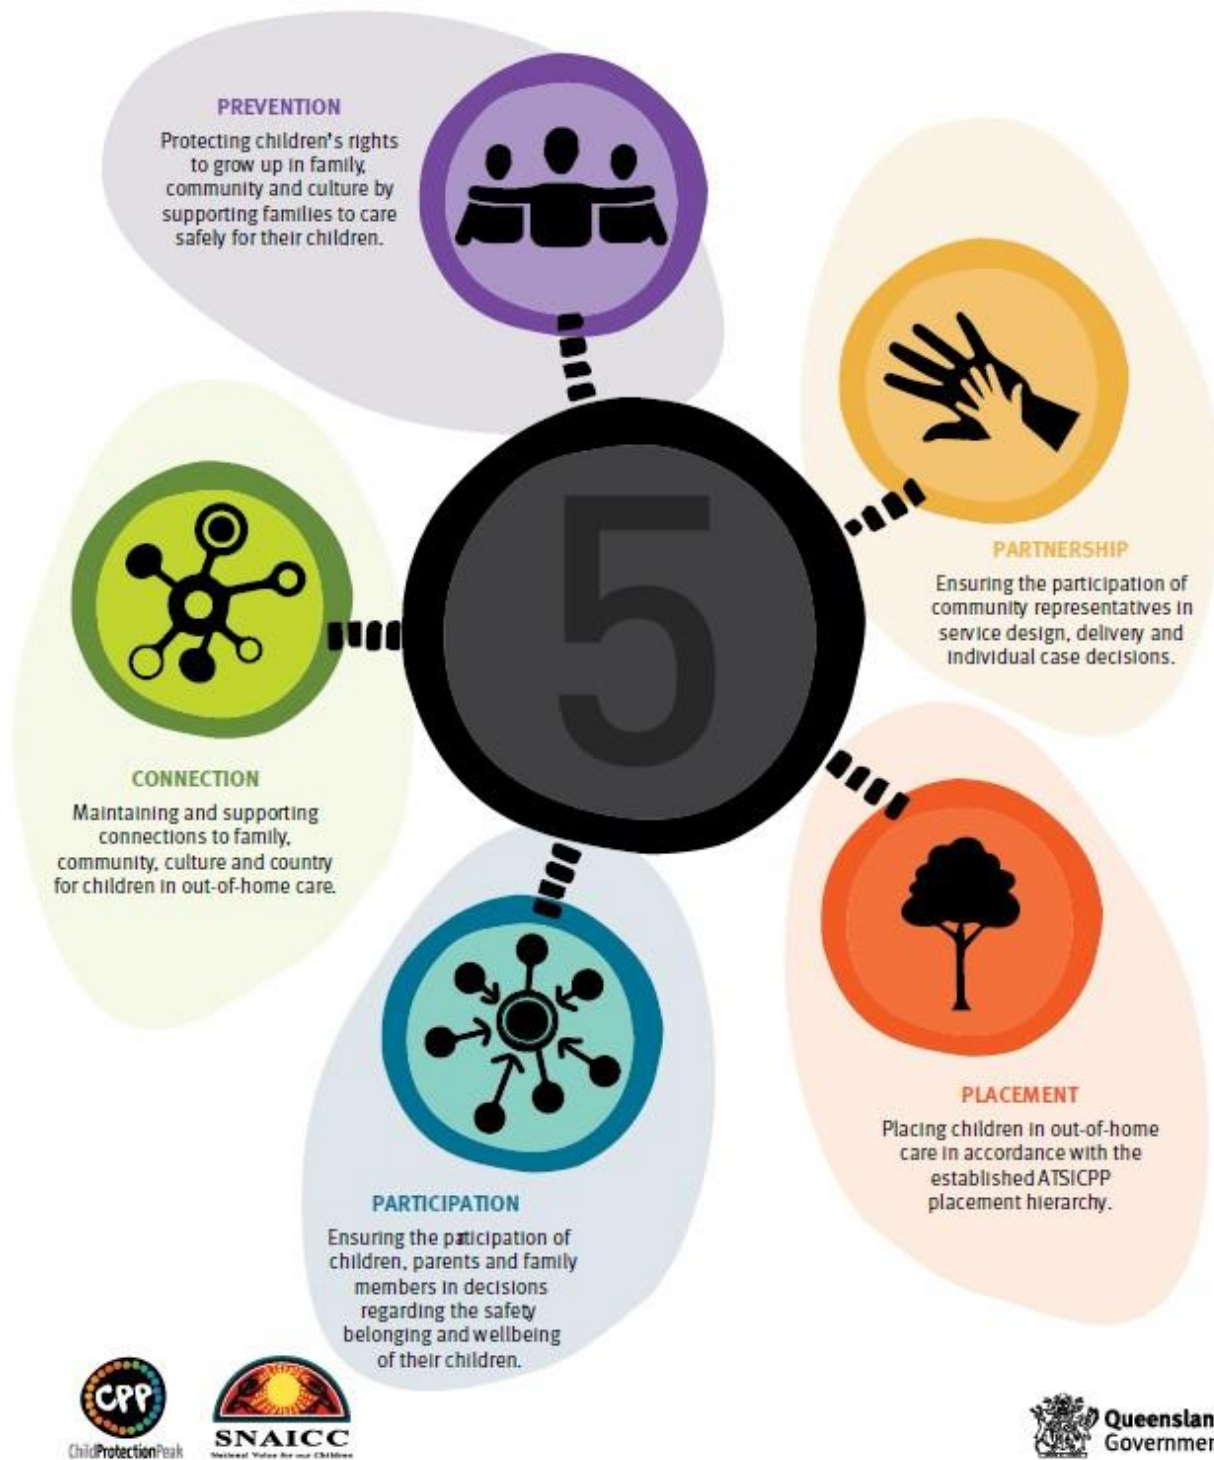 PREVENTION
Protecting children's rights
to grow up in family,
community and culture by
supporting families to care
safely for their children.
5
PARTNERSHIP
Ensuring the participation of
community representatives in
service design, delivery and
individual case decisions.
CONNECTION
Maintaining and supporting
connections to family,
community, culture and country
for children in out-of-home care.
PLACEMENT
Placing children in out-of-home
care in accordance with the
established ATSICPP
placement hierarchy.
PARTICIPATION
Ensuring the paticipation of
children, parents and family
members in decisions
regarding the safety
belonging and wellbeing
of their children.
CPP
ChildProtectionPeak
SNAICC
National Voice for our Children
Queenslan
Governmer